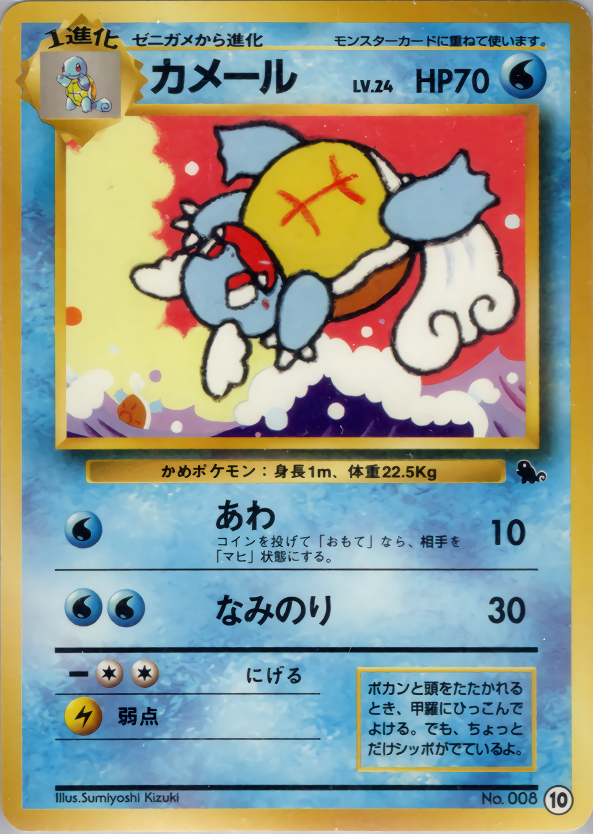 1進化
ゼニガメから進化
モンスターカードに重ねて使います。
カメール
LV.24
HP70
かめポケモン:身長1m、体重22.5Kg
あわ
10
コインを投げて「おもて」なら、相手を
「マヒ」状態にする。
なみのり
30
にげる
弱点
ポカンと頭をたたかれる
とき、甲羅にひっこんで
よける。でも、ちょっと
だけシッポがでているよ。
Illus.Sumiyoshi Kizuki
No. 008
10